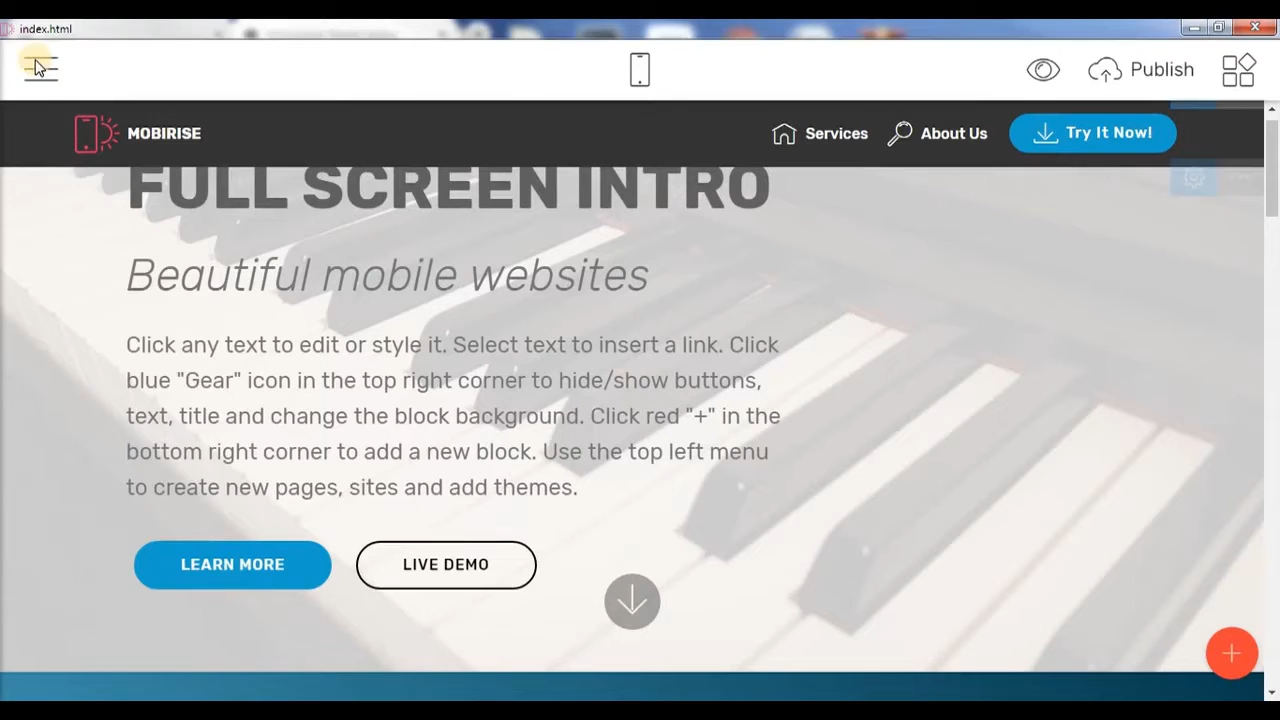 index.html
Publish
MOBIRISE
Services
About Us
Try It Now!
FULL SCREEN INTRO
Beautiful mobile websites
Click any text to edit or style it. Select text to insert a link. Click
blue "Gear" icon in the top right corner to hide/show buttons,
text, title and change the block background. Click red "+" in the
bottom right corner to add a new block. Use the top left menu
to create new pages, sites and add themes.
LEARN MORE
LIVE DEMO